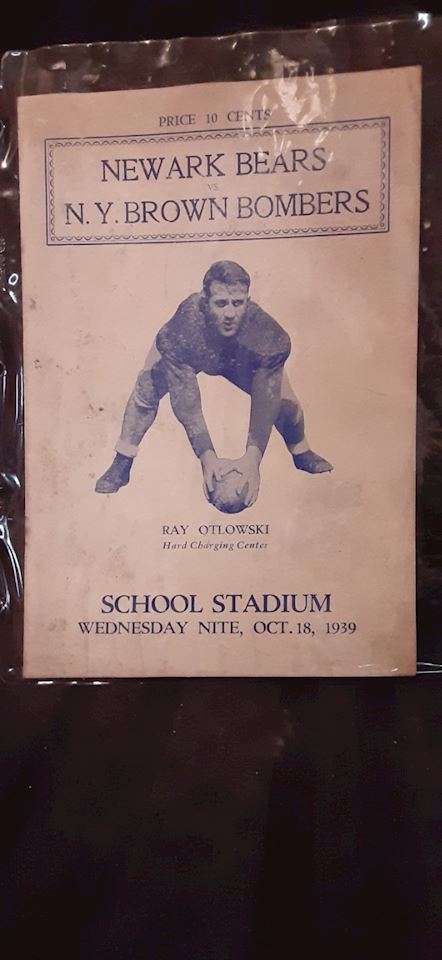 PRICE 10 CENTS
NEWARK BEARS
VS.
N. Y. BROWN BOMBERS
RAY OTLOWSKI
Hard Charging Center
SCHOOL STADIUM
WEDNESDAY NITE, OCT. 18, 1939